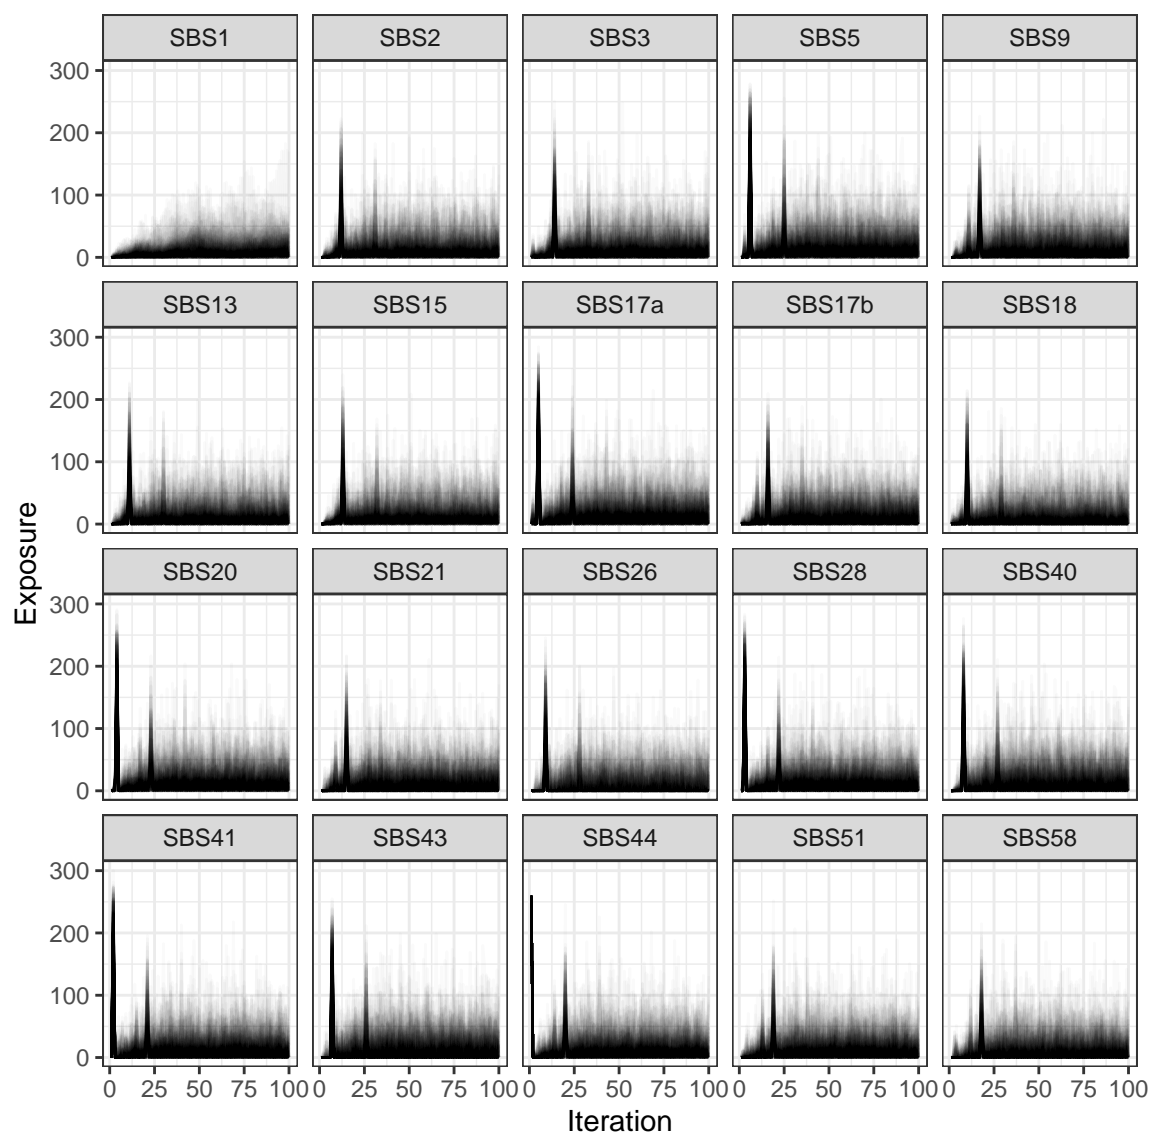 SBS1 SBS2 SBS3 SBS5 SBS9
300
200
100
0
SBS13 SBS15 SBS17a SBS17b SBS18
300
200
100
0
Exposure
SBS20 SBS21 SBS26 SBS28 SBS40
300
200
100
0
SBS41 SBS43 SBS44 SBS51 SBS58
300
200
100
0
0 25 50 75 100 0 25 50 75 100 0 25 50 75 100 0 25 50 75 100 0 25 50 75 100
Iteration